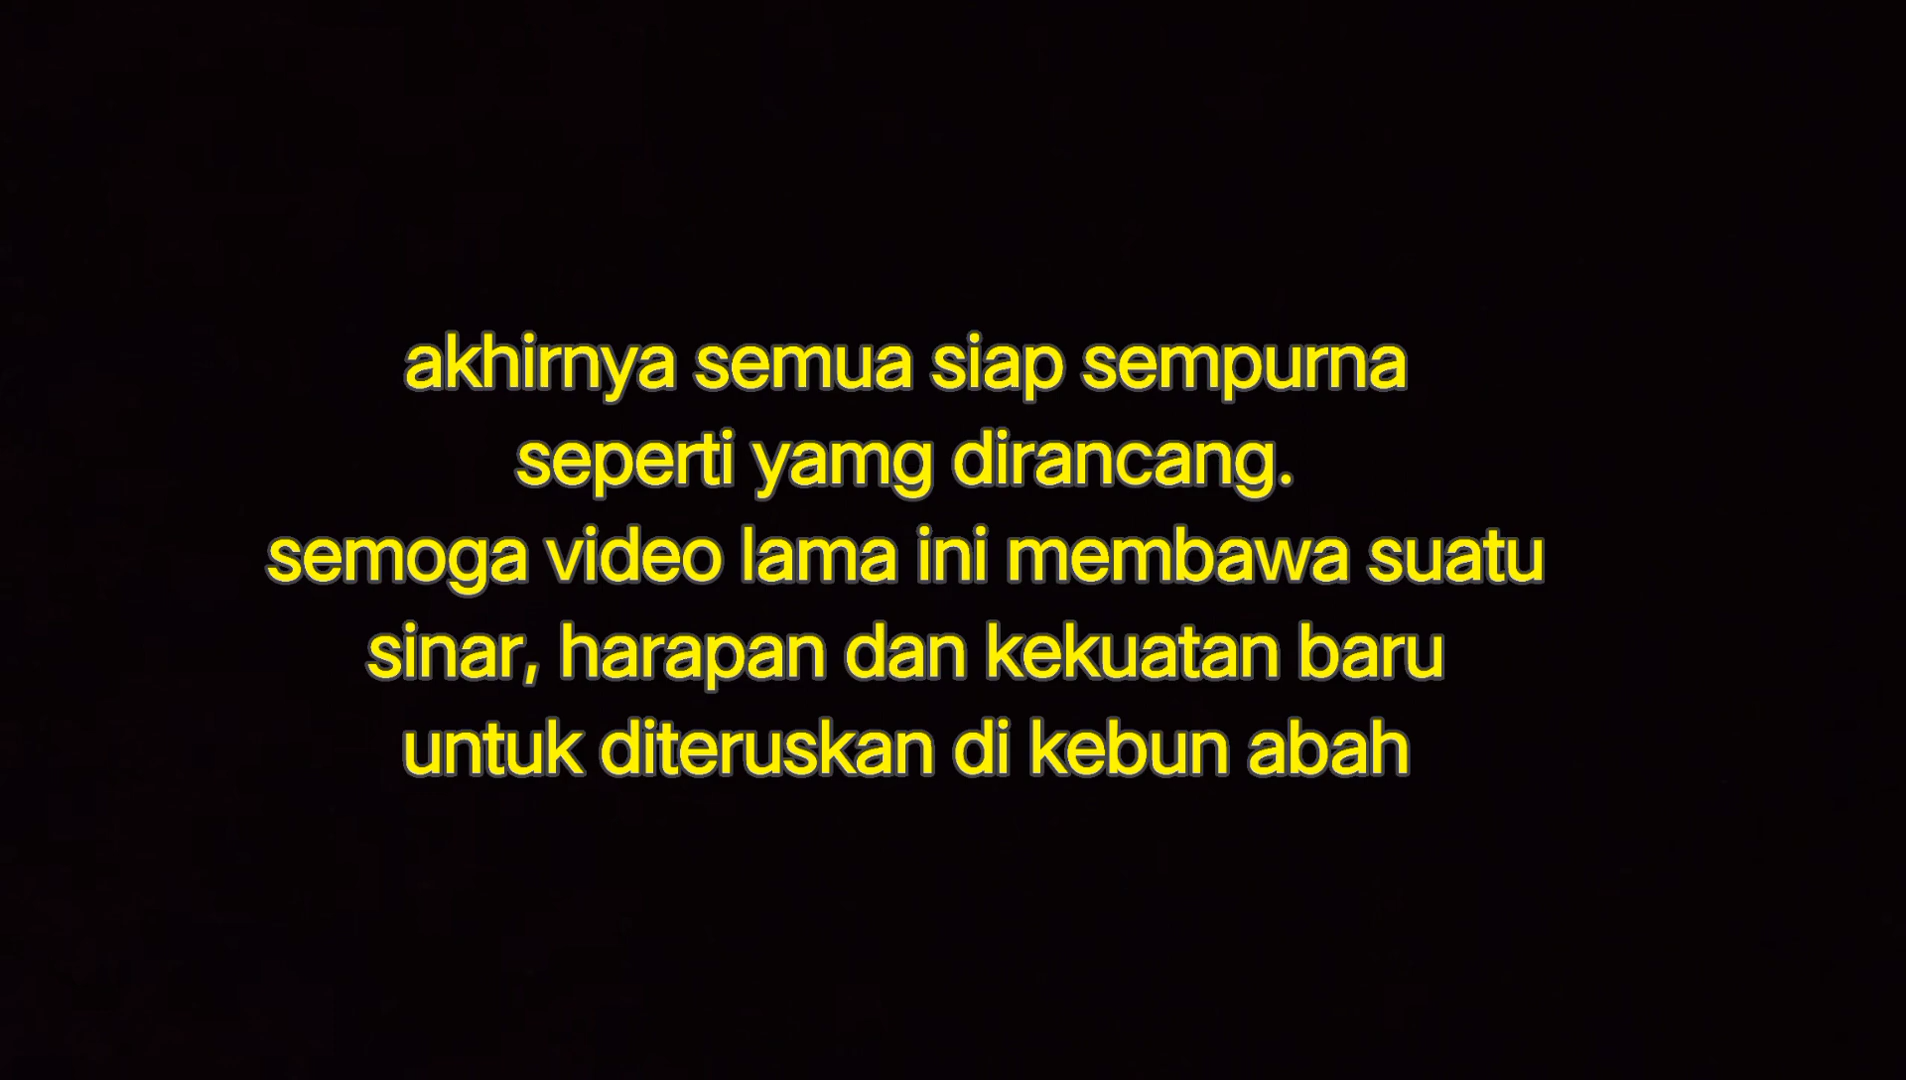 akhirnya semua siap sempurna
seperti yamg dirancang.
semoga video lama ini membawa suatu
sinar, harapan dan kekuatan baru
untuk diteruskan di kebun abah